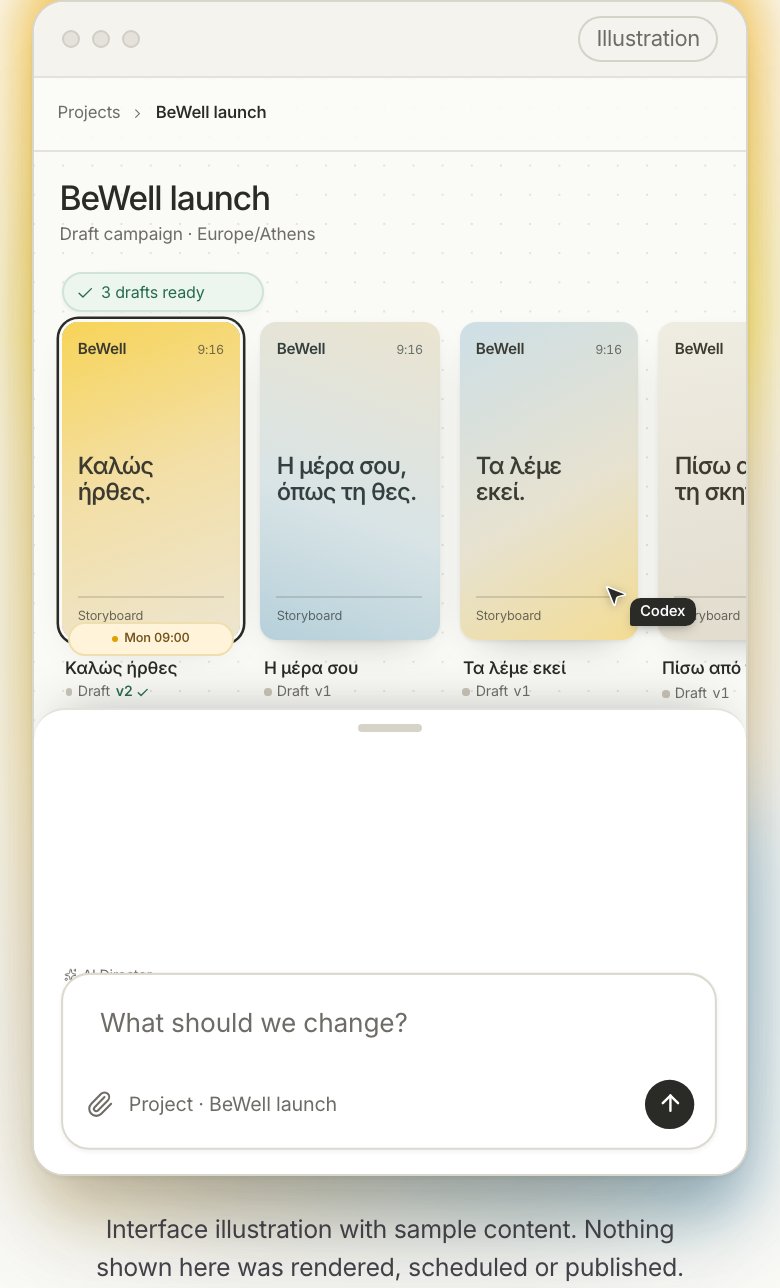 Illustration
Projects › BeWell launch
BeWell launch
Draft campaign · Europe/Athens
3 drafts ready
BeWell 9:16
Καλώς
ήρθες.
Storyboard
Mon 09:00
Καλώς ήρθες
Draft v2
BeWell 9:16
Η μέρα σου,
όπως τη θες.
Storyboard
Η μέρα σου
Draft v1
BeWell 9:16
Τα λέμε
εκεί.
Storyboard
Codex
Τα λέμε εκεί
Draft v1
BeWell
Πίσω
τη
Πίσω από
Draft v1
What should we change?
Project · BeWell launch
Interface illustration with sample content. Nothing
shown here was rendered, scheduled or published.